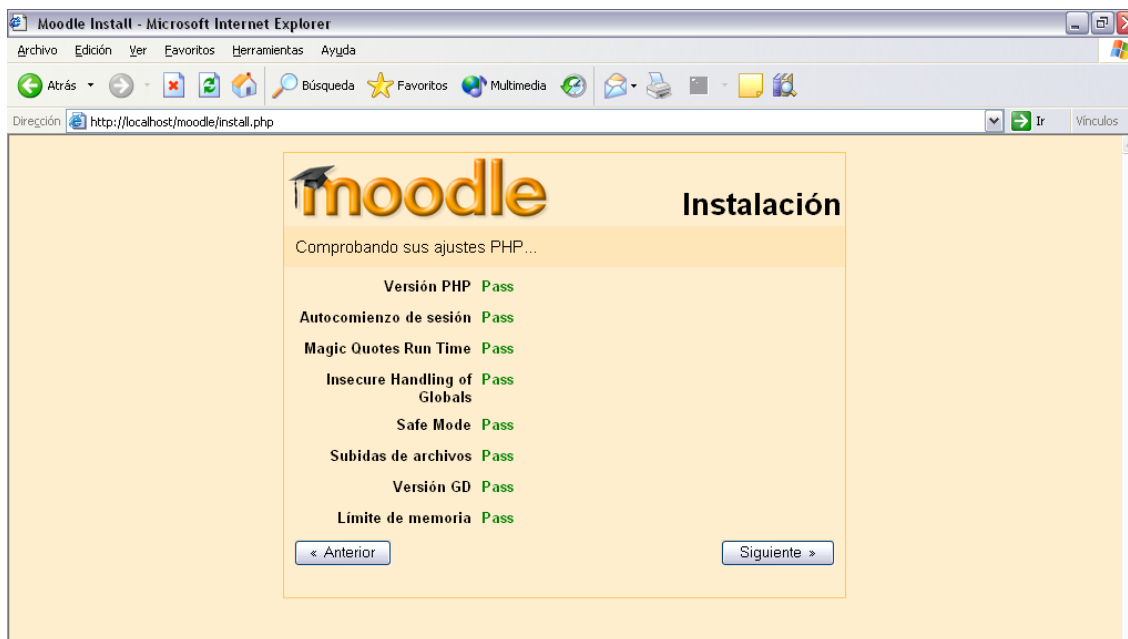 Moodle Install - Microsoft Internet Explorer
Archivo Edición Ver Favoritos Herramientas Ayuda
Atrás Búsqueda Favoritos Multimedia
Dirección http://localhost/moodle/install.php Ir Vínculos
moodle Instalación
Comprobando sus ajustes PHP...
Versión PHP Pass
Autocomienzo de sesión Pass
Magic Quotes Run Time Pass
Insecure Handling of Pass
Globals
Safe Mode Pass
Subidas de archivos Pass
Versión GD Pass
Límite de memoria Pass
« Anterior Siguiente »